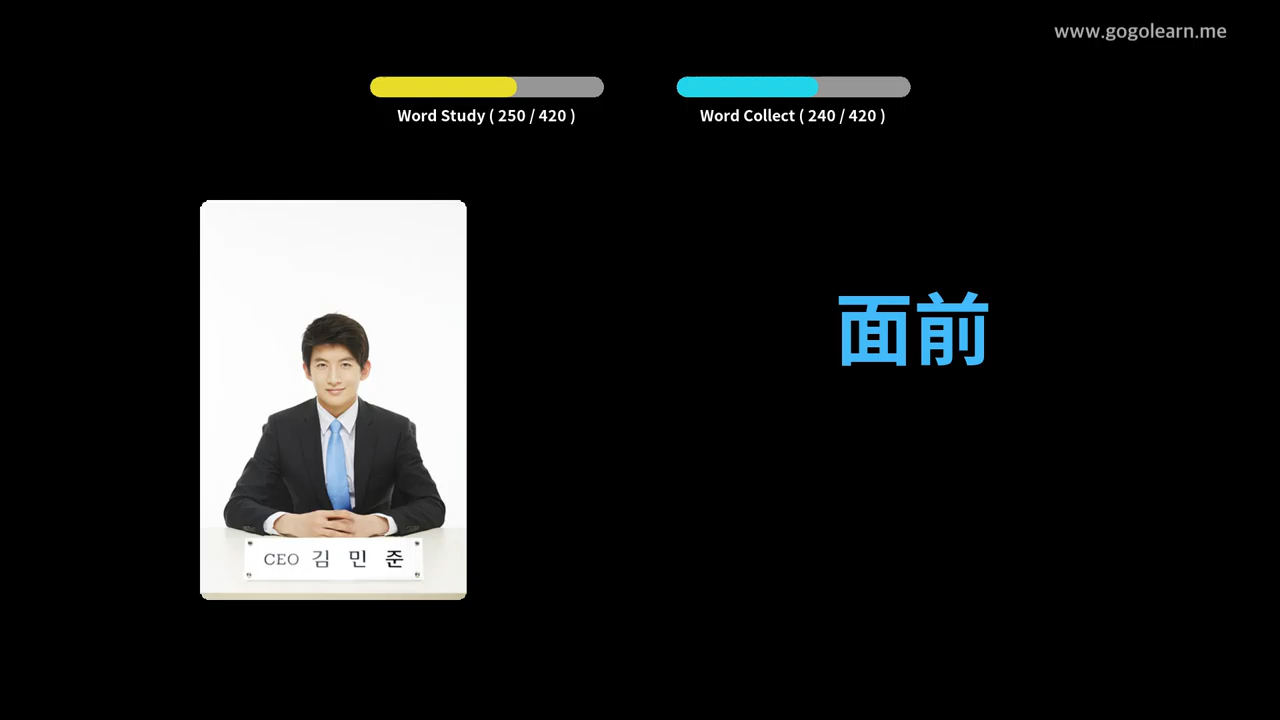 www.gogolearn.me
Word Study ( 250 / 420 )
Word Collect ( 240 / 420 )
面前
CEO 김 민 준